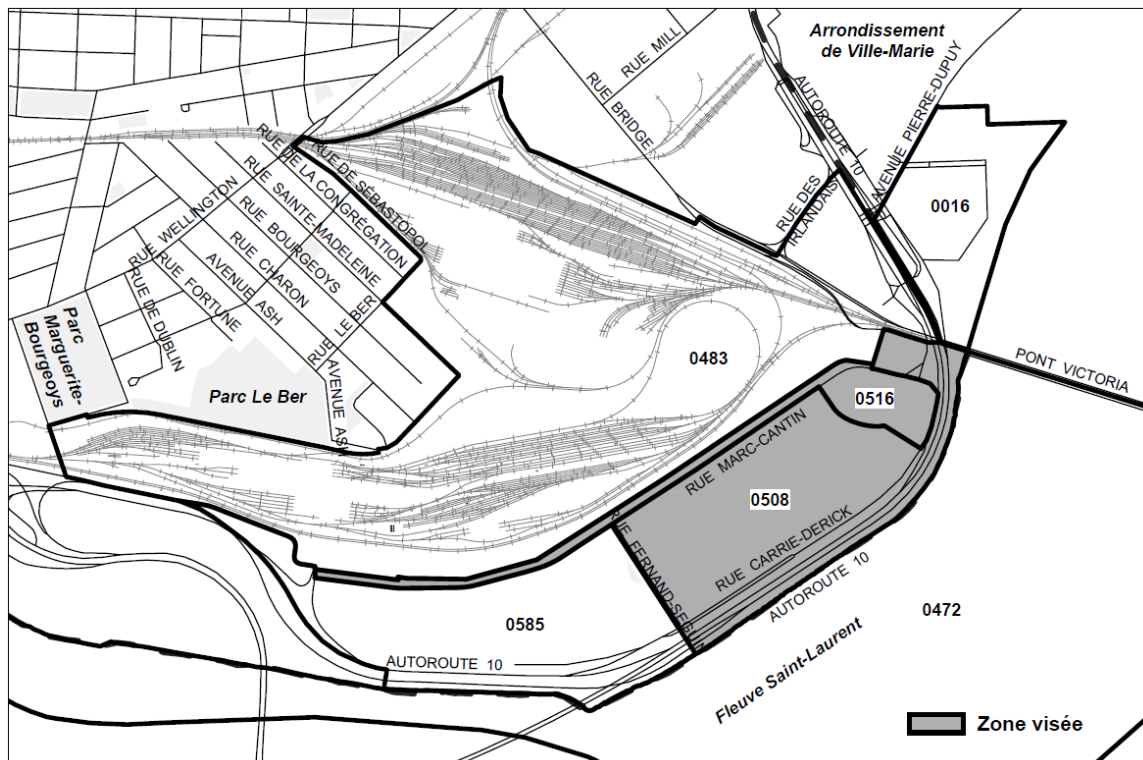 Arrondissement
de Ville-Marie
RUE MILL
RUE BRIDGE
AUTOROUTE 10
AVENUE PIERRE-DUPUY
RUE DES
IRLANDAIS
0016
RUE DE SÉBASTOPOL
RUE DE LA CONGRÉGATION
RUE SAINTE-MADELEINE
RUE BOURGEOYS
RUE WELLINGTON
RUE CHARON
AVENUE ASH
RUE LE BER
RUE FORTUNE
RUE DE DUBLIN
AVENUE ASH
Parc
Marguerite-
Bourgeoys
Parc Le Ber
0483
PONT VICTORIA
0516
RUE MARC-CANTIN
0508
RUE CARRIE-DERICK
RUE FERNAND-SEGUIN
AUTOROUTE 10
0472
0585
AUTOROUTE 10
Fleuve Saint-Laurent
Zone visée